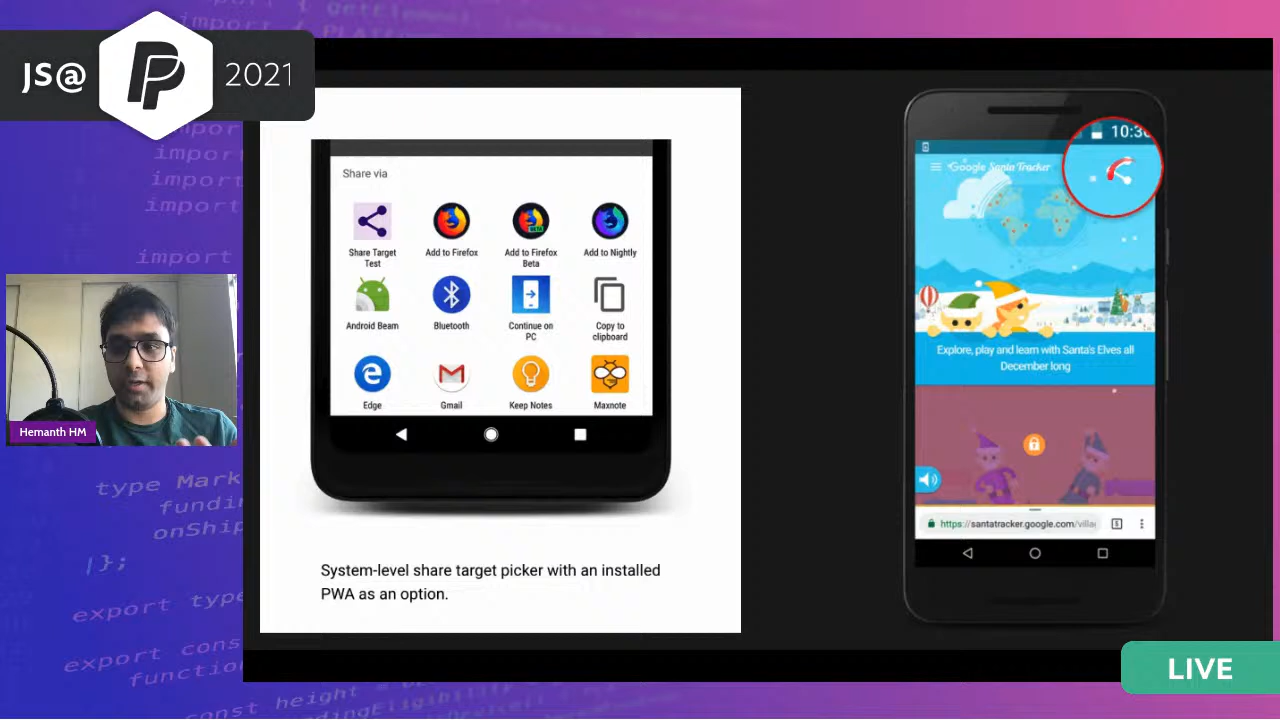 JS@ PP 2021
import {
import
import
import
import
type Mark
fundin
onShip
|};
export type
export cons
function
const height =
Share via
Share Target
Test
Add to Firefox
Add to Firefox
Beta
Add to Nightly
Android Beam
Bluetooth
Continue on
PC
Copy to
clipboard
Edge
Gmail
Keep Notes
Maxnote
System-level share target picker with an installed
PWA as an option.
Google Santa Tracker
Explore, play and learn with Santa's Elves all
December long
https://santatracker.google.com/villa
Hemanth HM
LIVE